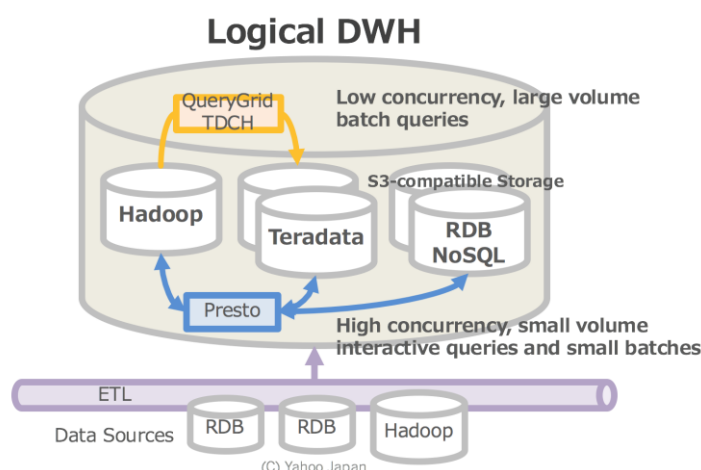 Logical DWH
QueryGrid
TDCH
Low concurrency, large volume
batch queries
S3-compatible Storage
Hadoop
Teradata
RDB
NoSQL
Presto
High concurrency, small volume
interactive queries and small batches
ETL
Data Sources
RDB
RDB
Hadoop
(C) Yahoo Japan